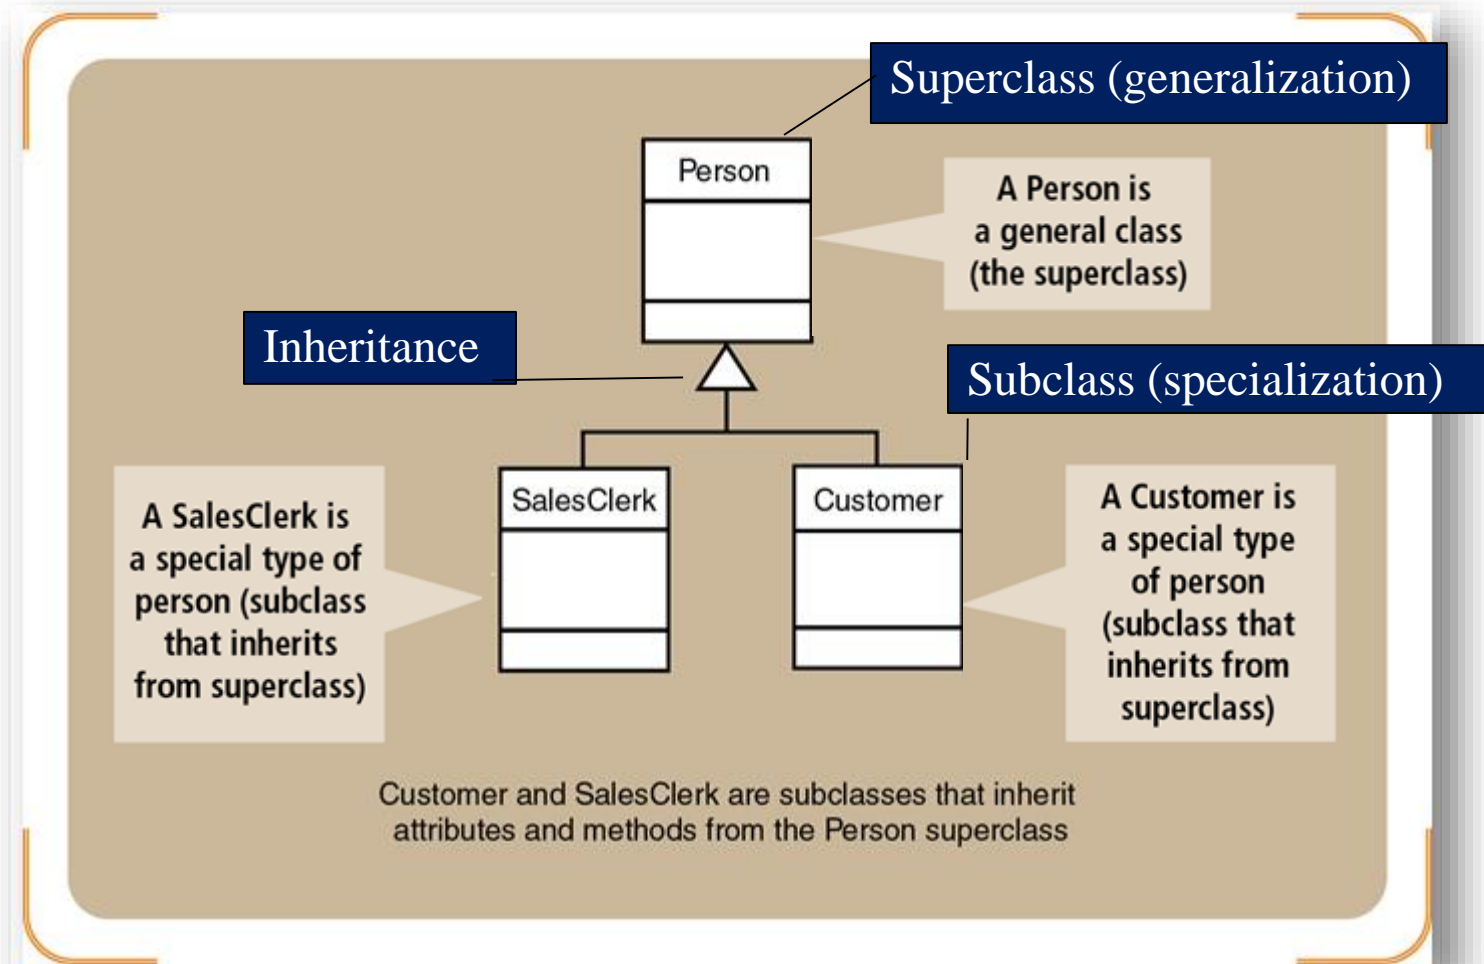 Superclass (generalization)
Person
A Person is
a general class
(the superclass)
Inheritance
Subclass (specialization)
SalesClerk
Customer
A SalesClerk is
a special type of
person (subclass
that inherits
from superclass)
A Customer is
a special type
of person
(subclass that
inherits from
superclass)
Customer and SalesClerk are subclasses that inherit
attributes and methods from the Person superclass